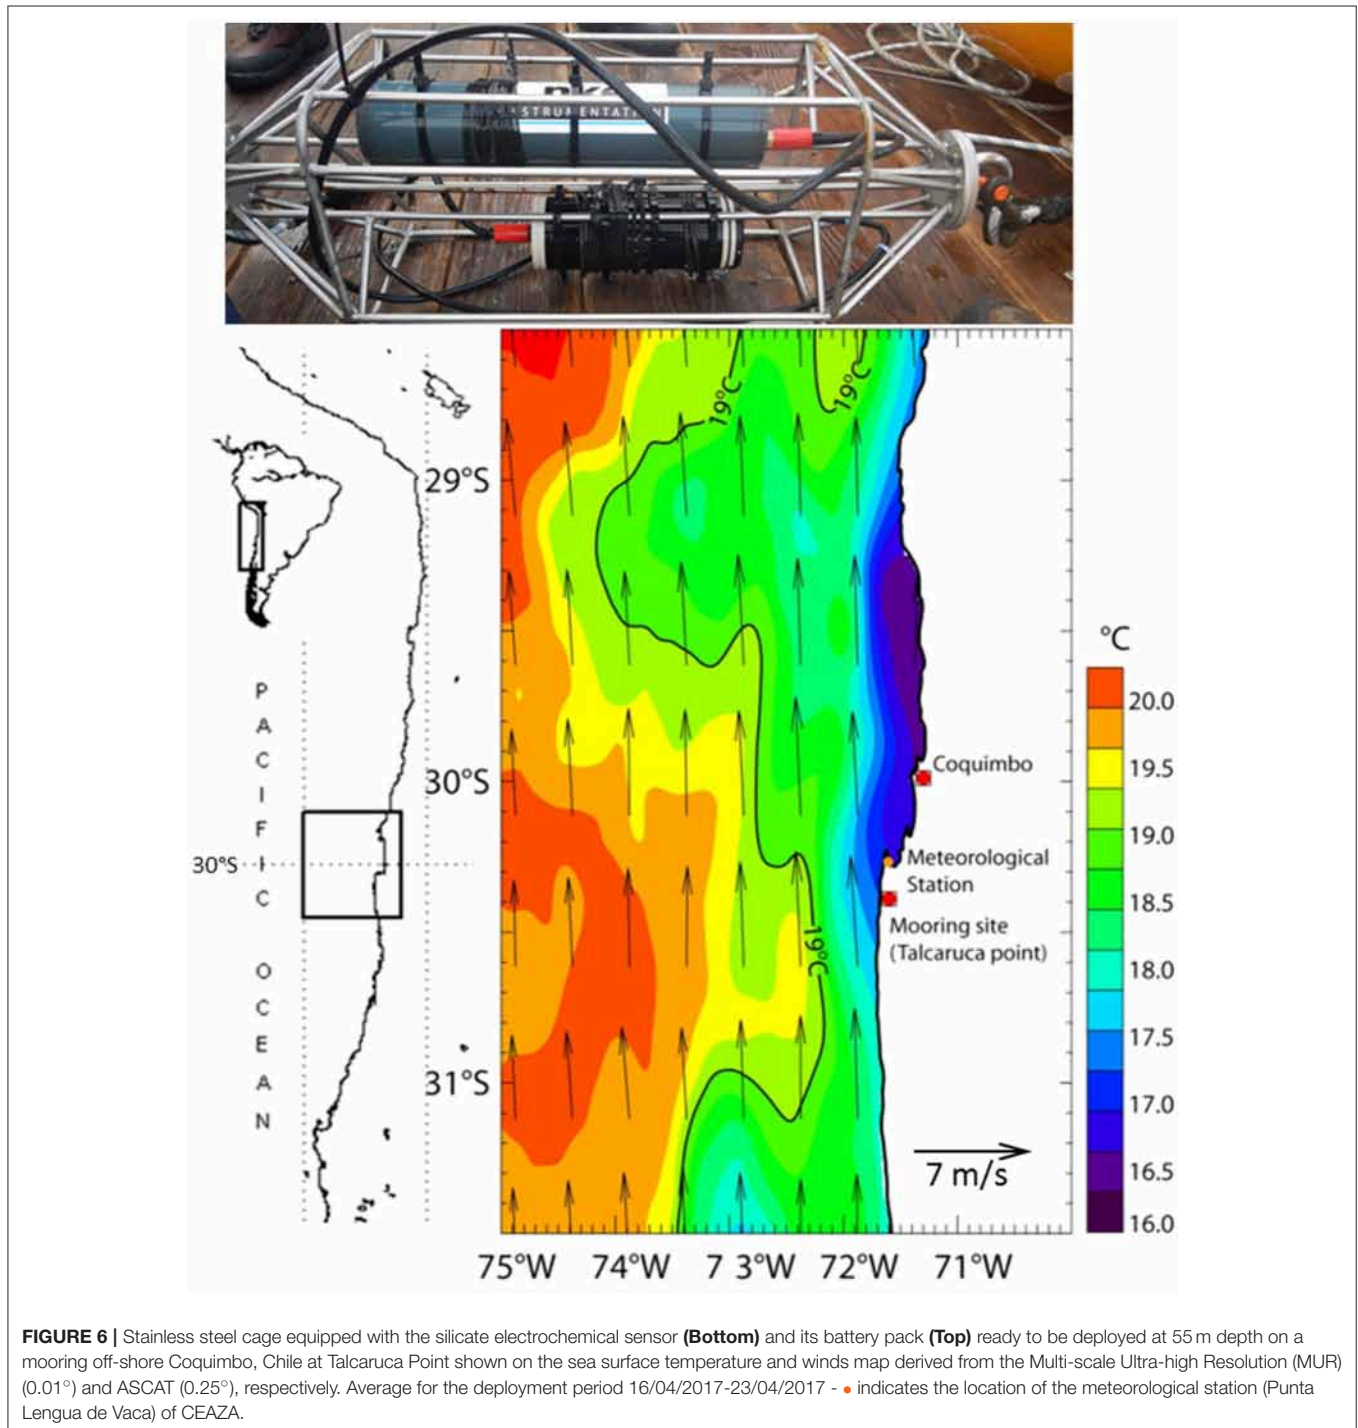 STRUMENTATI
19°C
19°C
29°S
°C
P
A
C
I
F
I
C
O
C
E
A
N
30°S
30°S
31°S
20.0
19.5
19.0
18.5
18.0
17.5
17.0
16.5
16.0
Coquimbo
Meteorological
Station
Mooring site
(Talcaruca point)
19°C
7 m/s
75°W 74°W 7 3°W 72°W 71°W
FIGURE 6 | Stainless steel cage equipped with the silicate electrochemical sensor (Bottom) and its battery pack (Top) ready to be deployed at 55 m depth on a
mooring off-shore Coquimbo, Chile at Talcaruca Point shown on the sea surface temperature and winds map derived from the Multi-scale Ultra-high Resolution (MUR)
(0.01°) and ASCAT (0.25°), respectively. Average for the deployment period 16/04/2017-23/04/2017 - • indicates the location of the meteorological station (Punta
Lengua de Vaca) of CEAZA.